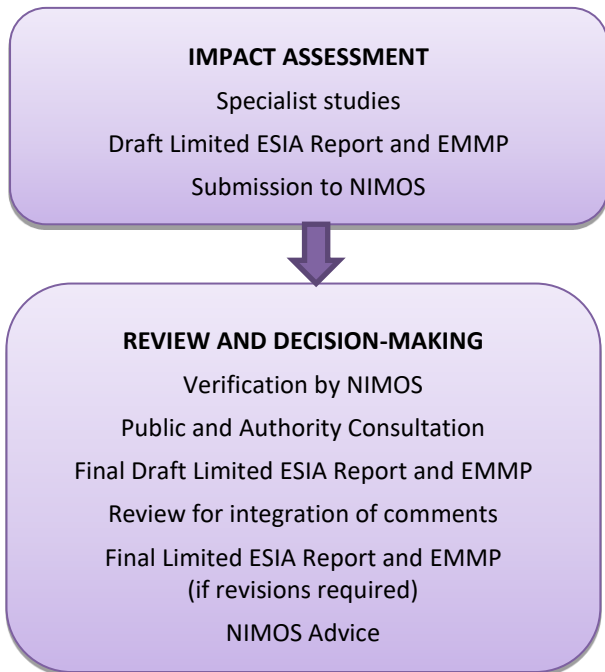 IMPACT ASSESSMENT
Specialist studies
Draft Limited ESIA Report and EMMP
Submission to NIMOS
REVIEW AND DECISION-MAKING
Verification by NIMOS
Public and Authority Consultation
Final Draft Limited ESIA Report and EMMP
Review for integration of comments
Final Limited ESIA Report and EMMP
(if revisions required)
NIMOS Advice